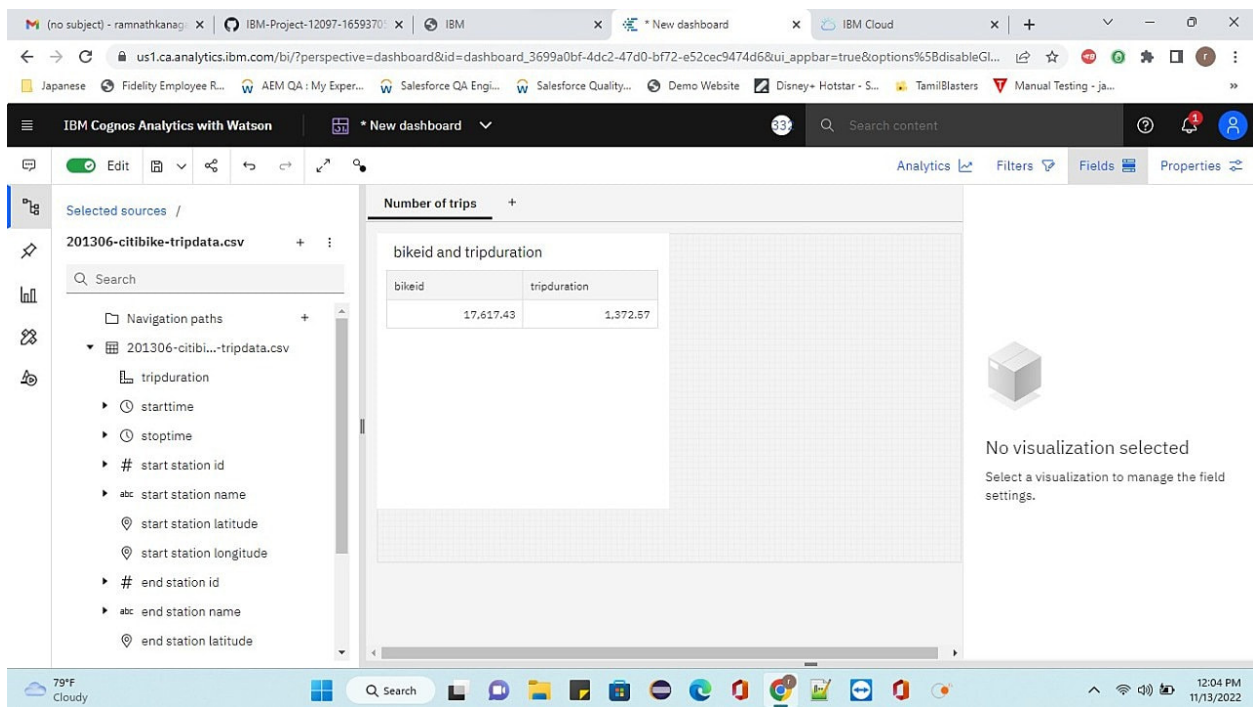 (no subject) - ramnathkanaga
IBM-Project-12097-16593705
IBM
* New dashboard
IBM Cloud
us1.ca.analytics.ibm.com/bi/?perspective=dashboard&id=dashboard_3699a0bf-4dc2-47d0-bf72-e52cec9474d6&ui_appbar=true&options%5BdisableGl...
Japanese
Fidelity Employee R...
AEM QA : My Exper...
Salesforce QA Engi...
Salesforce Quality...
Demo Website
Disney+ Hotstar - S...
TamilBlasters
Manual Testing - ja...
IBM Cognos Analytics with Watson
* New dashboard
332
Search content
1
Edit
Analytics
Filters
Fields
Properties
Selected sources /
201306-citibike-tripdata.csv
Search
Navigation paths
201306-citibi...-tripdata.csv
tripduration
starttime
stoptime
# start station id
abc start station name
start station latitude
start station longitude
# end station id
abc end station name
end station latitude
Number of trips +
bikeid and tripduration
bikeid tripduration
17,617.43 1,372.57
No visualization selected
Select a visualization to manage the field
settings.
79°F
Cloudy
Search
12:04 PM
11/13/2022